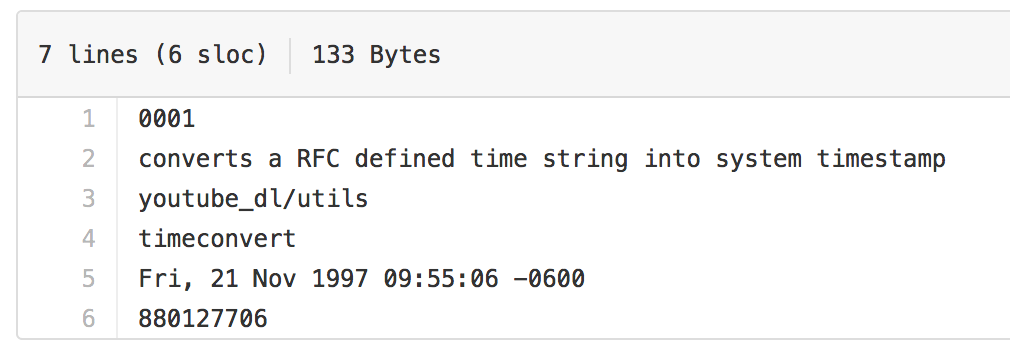 7 lines (6 sloc) 133 Bytes
1 0001
2 converts a RFC defined time string into system timestamp
3 youtube_dl/utils
4 timeconvert
5 Fri, 21 Nov 1997 09:55:06 -0600
6 880127706